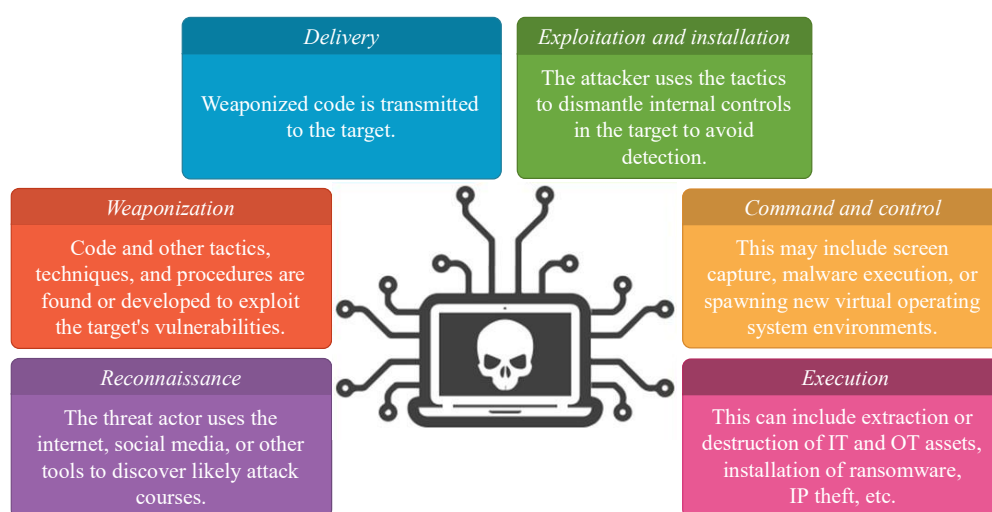 Delivery
Weaponized code is transmitted
to the target.
Exploitation and installation
The attacker uses the tactics
to dismantle internal controls
in the target to avoid
detection.
Weaponization
Code and other tactics,
techniques, and procedures are
found or developed to exploit
the target's vulnerabilities.
Command and control
This may include screen
capture, malware execution, or
spawning new virtual operating
system environments.
Reconnaissance
The threat actor uses the
internet, social media, or other
tools to discover likely attack
courses.
Execution
This can include extraction or
destruction of IT and OT assets,
installation of ransomware,
IP theft, etc.